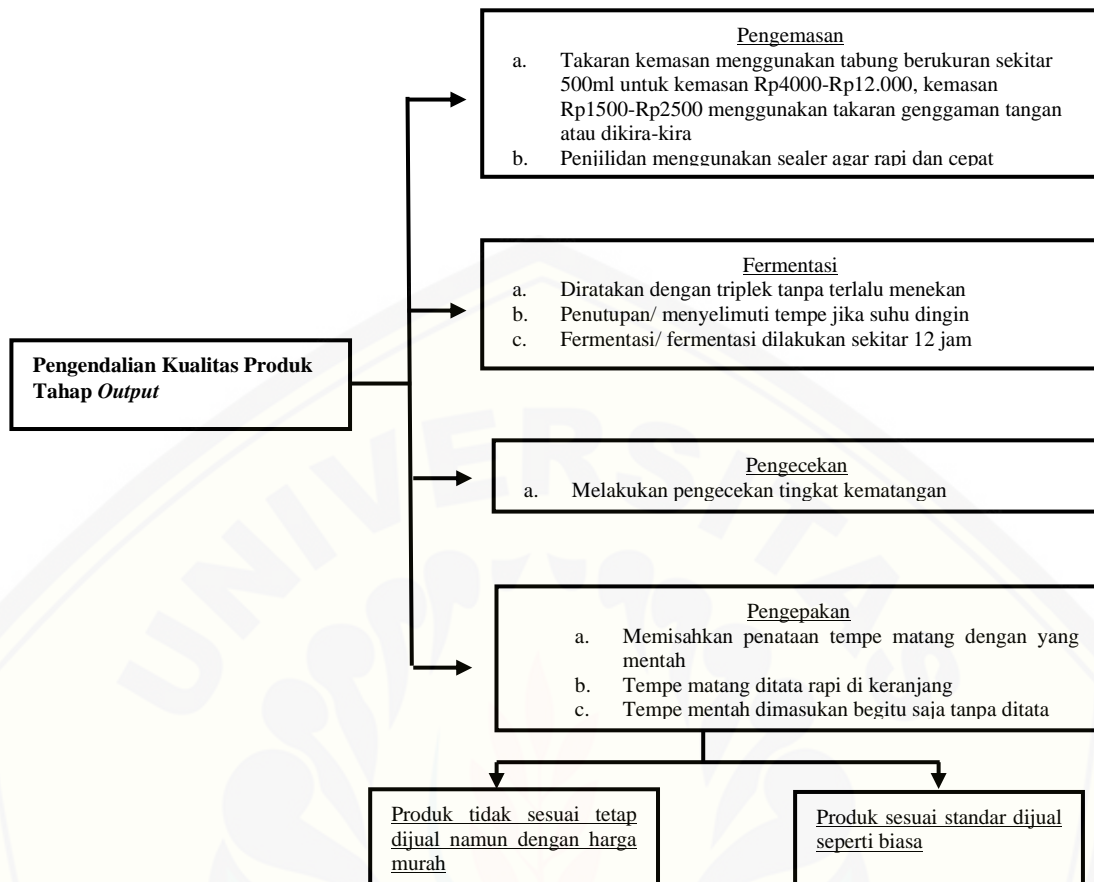 Pengemasan
a. Takaran kemasan menggunakan tabung berukuran sekitar
500ml untuk kemasan Rp4000-Rp12.000, kemasan
Rp1500-Rp2500 menggunakan takaran genggaman tangan
atau dikira-kira
b. Penjilidan menggunakan sealer agar rapi dan cepat
Fermentasi
a. Diratakan dengan triplek tanpa terlalu menekan
b. Penutupan/ menyelimuti tempe jika suhu dingin
c. Fermentasi/ fermentasi dilakukan sekitar 12 jam
Pengendalian Kualitas Produk
Tahap Output
Pengecekan
a. Melakukan pengecekan tingkat kematangan
Pengepakan
a. Memisahkan penataan tempe matang dengan yang
mentah
b. Tempe matang ditata rapi di keranjang
c. Tempe mentah dimasukan begitu saja tanpa ditata
Produk tidak sesuai tetap
dijual namun dengan harga
murah
Produk sesuai standar dijual
seperti biasa
UNIVERSITAS